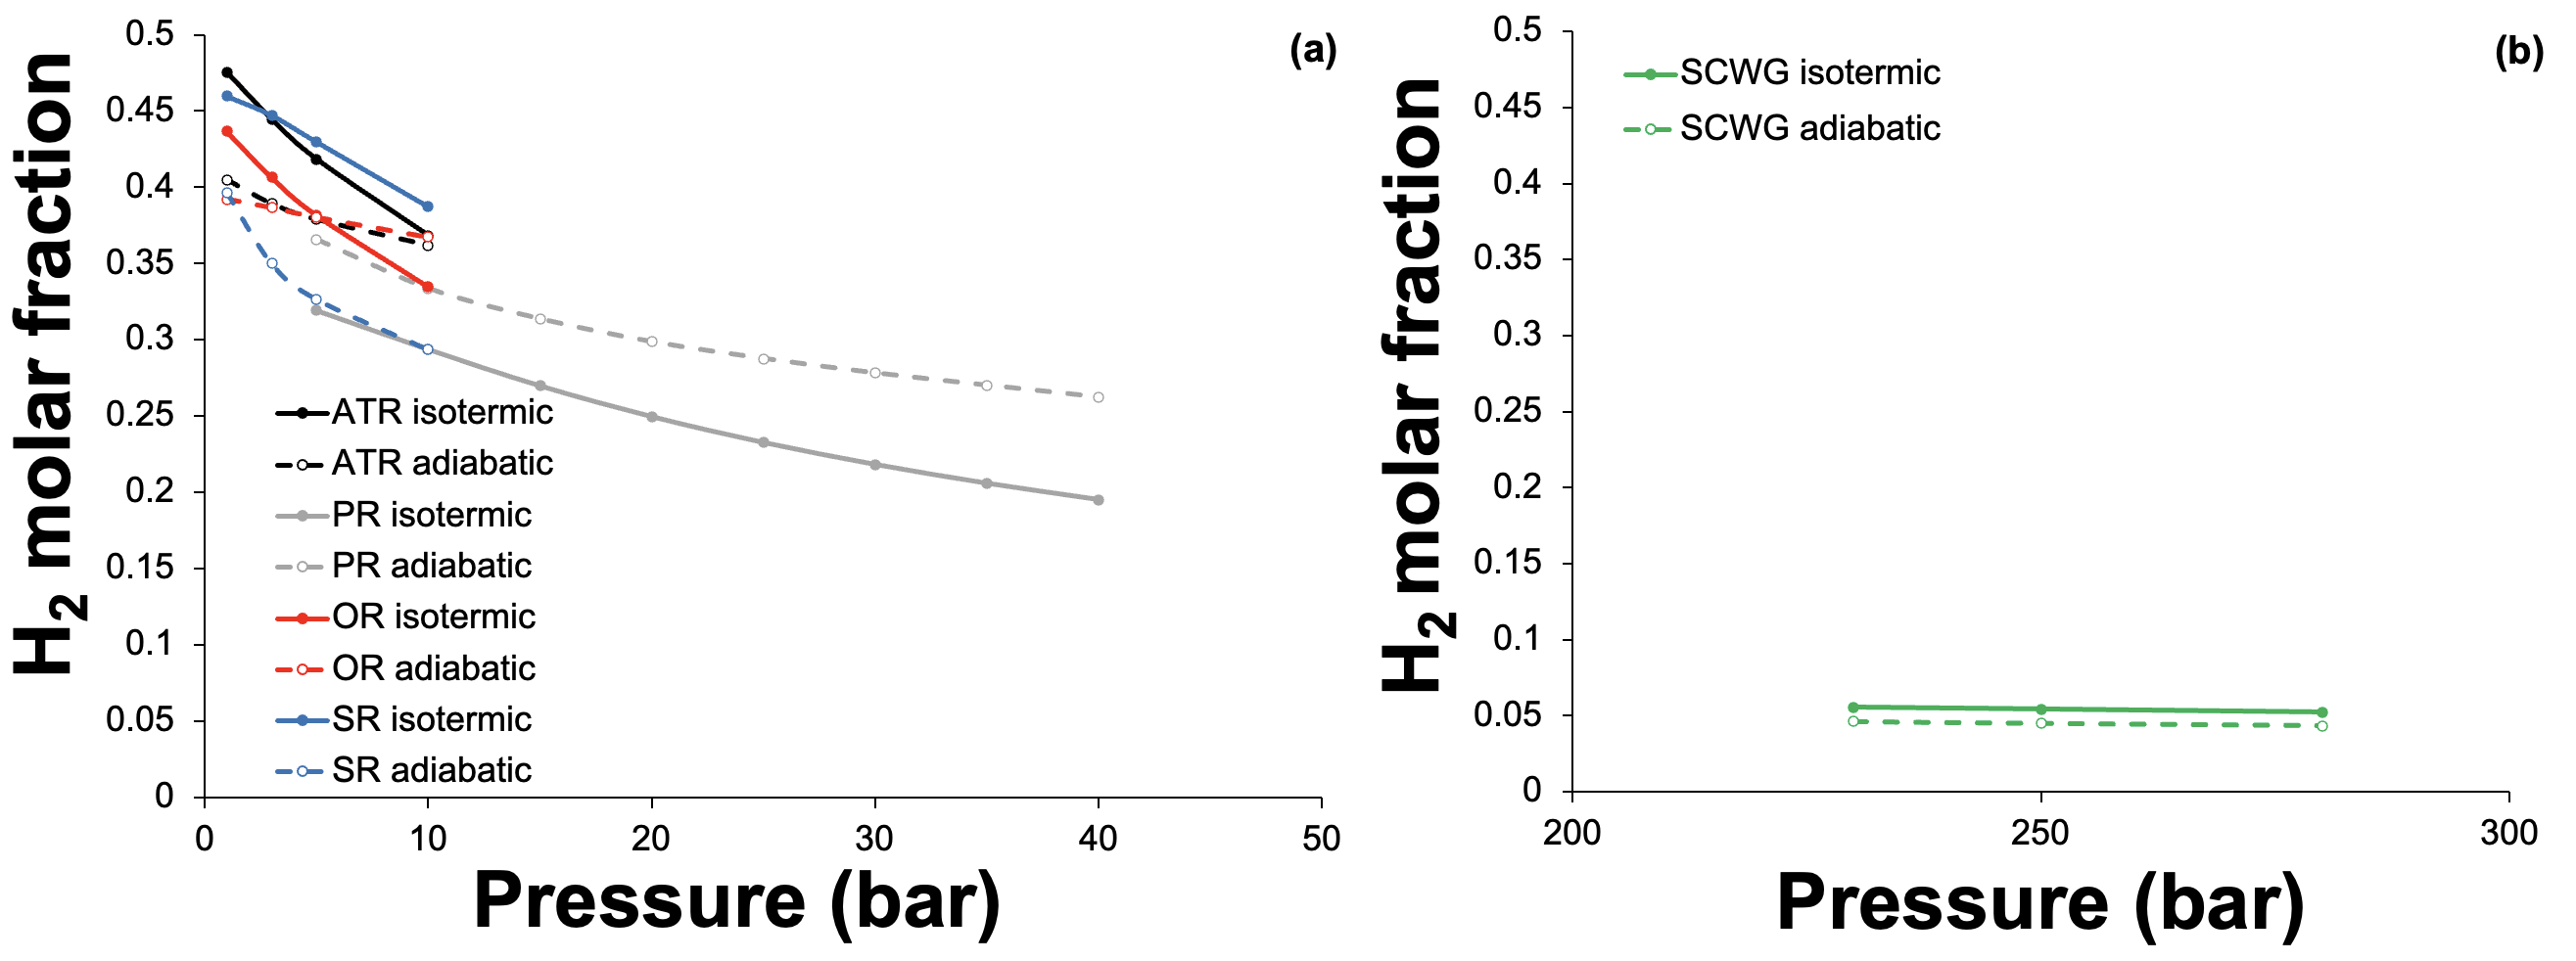 (a)
H2 molar fraction
0.5
0.45
0.4
0.35
0.3
0.25
0.2
0.15
0.1
0.05
0
ATR isotermic
ATR adiabatic
PR isotermic
PR adiabatic
OR isotermic
OR adiabatic
SR isotermic
SR adiabatic
0 10 20 30 40 50
Pressure (bar)
(b)
H2 molar fraction
0.5
0.45
0.4
0.35
0.3
0.25
0.2
0.15
0.1
0.05
0
SCWG isotermic
SCWG adiabatic
200 250 300
Pressure (bar)